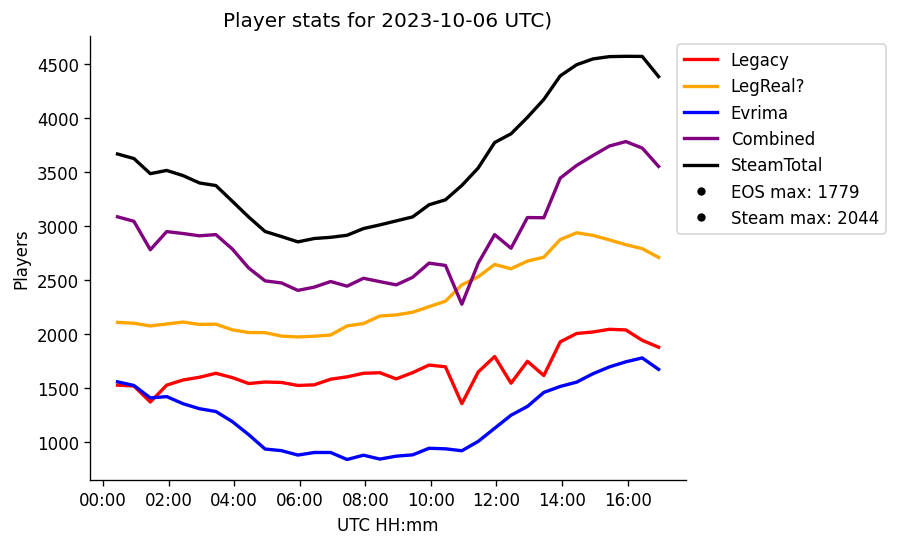 Player stats for 2023-10-06 UTC)
4500
4000
3500
3000
2500
2000
1500
1000
Players
00:00 02:00 04:00 06:00 08:00 10:00 12:00 14:00 16:00
UTC HH:mm
Legacy
LegReal?
Evrima
Combined
SteamTotal
EOS max: 1779
Steam max: 2044